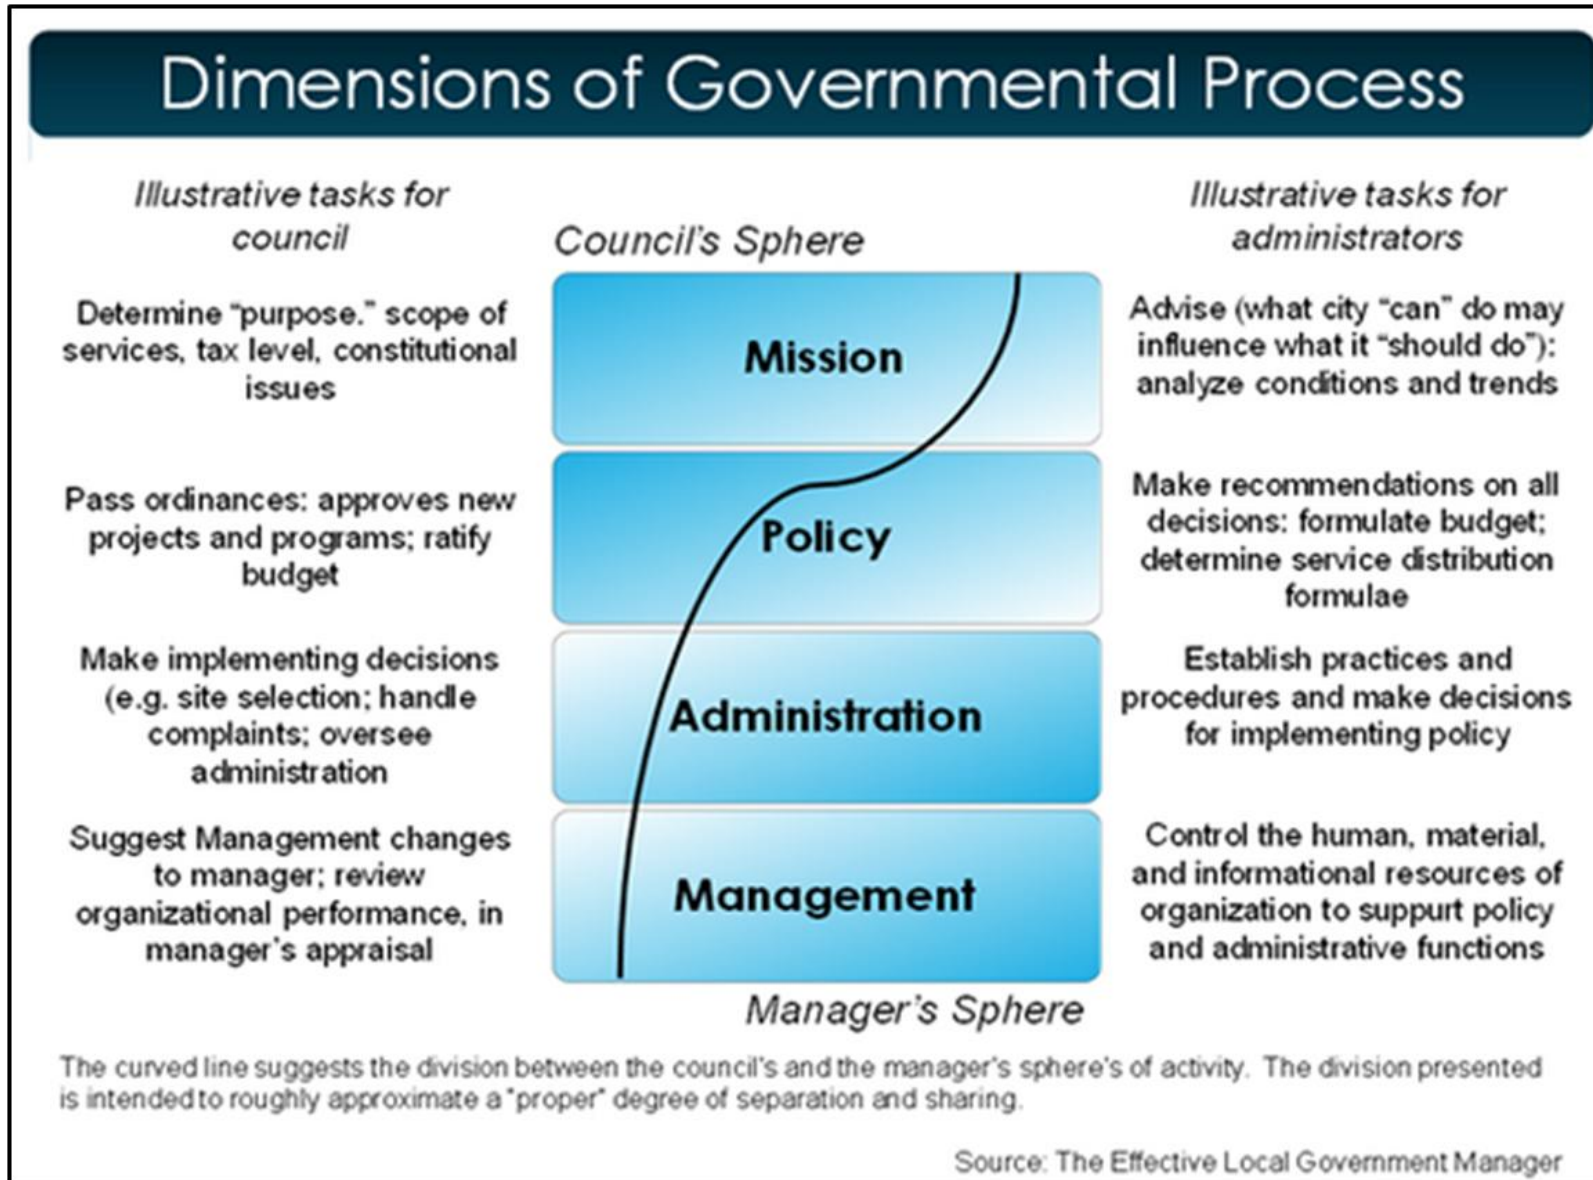 Dimensions of Governmental Process
Illustrative tasks for
council
Council's Sphere
Illustrative tasks for
administrators
Determine “purpose.” scope of
services, tax level, constitutional
issues
Mission
Advise (what city “can” do may
influence what it “should do”):
analyze conditions and trends
Pass ordinances: approves new
projects and programs; ratify
budget
Policy
Make recommendations on all
decisions: formulate budget;
determine service distribution
formulae
Make implementing decisions
(e.g. site selection; handle
complaints; oversee
administration
Administration
Establish practices and
procedures and make decisions
for implementing policy
Suggest Management changes
to manager; review
organizational performance, in
manager's appraisal
Management
Control the human, material,
and informational resources of
organization to suppurt policy
and administrative functions
Manager's Sphere
The curved line suggests the division between the council's and the manager's sphere's of activity. The division presented
is intended to roughly approximate a "proper" degree of separation and sharing.
Source: The Effective Local Government Manager